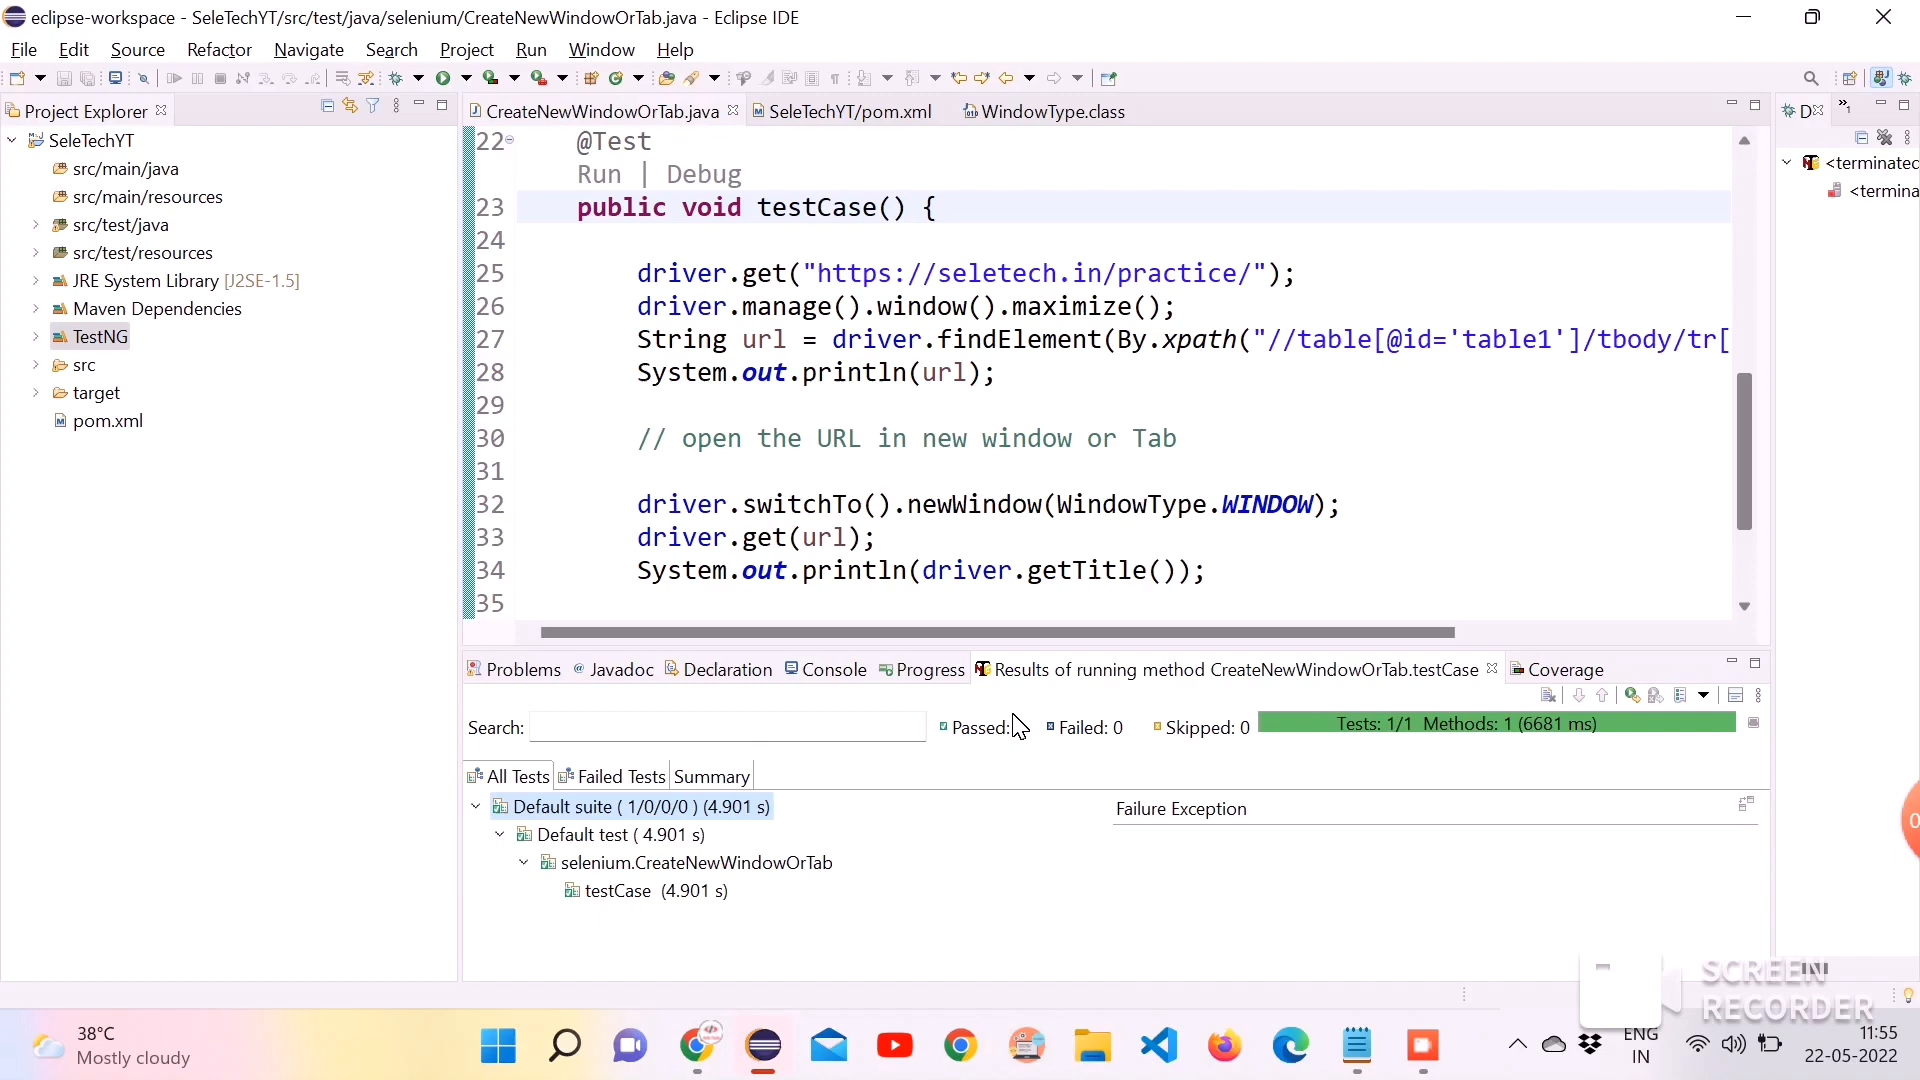 eclipse-workspace - SeleTechYT/src/test/java/selenium/CreateNewWindowOrTab.java - Eclipse IDE
File Edit Source Refactor Navigate Search Project Run Window Help
Project Explorer
CreateNewWindowOrTab.java SeleTechYT/pom.xml WindowType.class
SeleTechYT
src/main/java
src/main/resources
src/test/java
src/test/resources
JRE System Library [J2SE-1.5]
Maven Dependencies
TestNG
src
target
pom.xml
22 @Test
Run | Debug
23 public void testCase() {
24
25 driver.get("https://seletech.in/practice/");
26 driver.manage().window().maximize();
27 String url = driver.findElement(By.xpath("//table[@id='table1']/tbody/tr[
28 System.out.println(url);
29
30 // open the URL in new window or Tab
31
32 driver.switchTo().newWindow(WindowType.WINDOW);
33 driver.get(url);
34 System.out.println(driver.getTitle());
35
D
<terminatec
<termina
Problems @ Javadoc Declaration Console Progress Results of running method CreateNewWindowOrTab.testCase Coverage
Search: Passed: Failed: 0 Skipped: 0 Tests: 1/1 Methods: 1 (6681 ms)
All Tests Failed Tests Summary
Default suite ( 1/0/0/0 ) (4.901 s)
Default test ( 4.901 s)
selenium.CreateNewWindowOrTab
testCase (4.901 s)
Failure Exception
SCREEN
RECORDER
38°C
Mostly cloudy
ENG
IN
11:55
22-05-2022